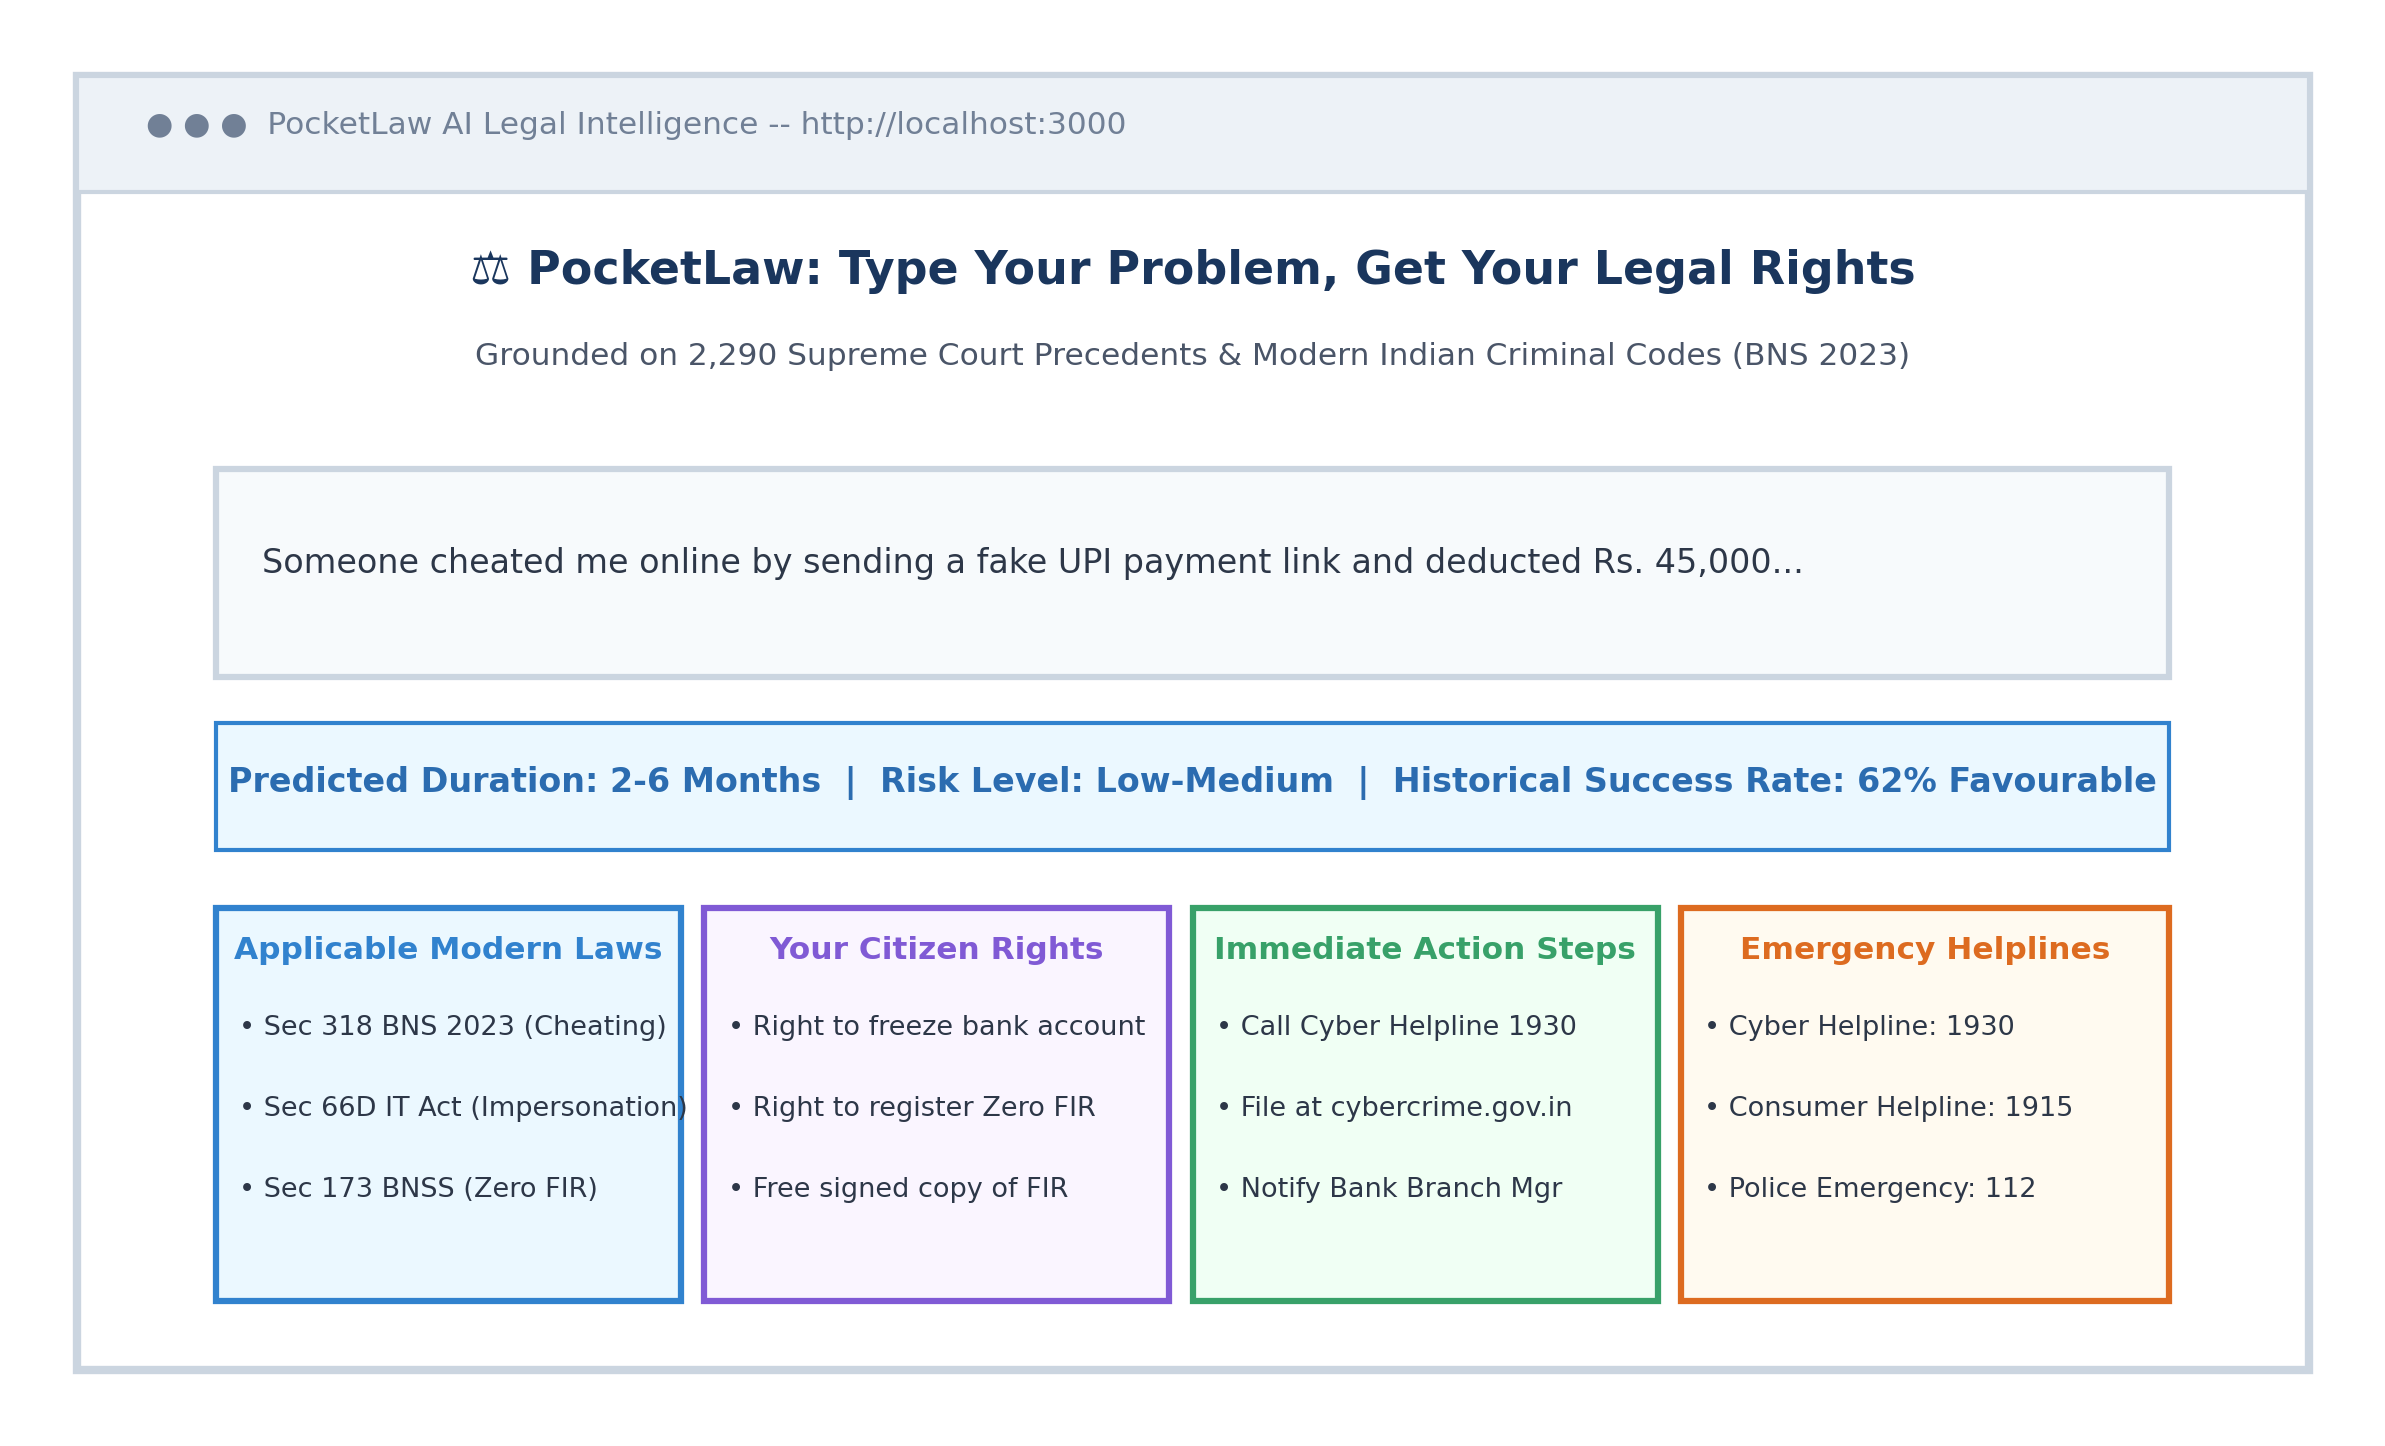 ● ● ● PocketLaw AI Legal Intelligence -- http://localhost:3000
⚖ PocketLaw: Type Your Problem, Get Your Legal Rights
Grounded on 2,290 Supreme Court Precedents & Modern Indian Criminal Codes (BNS 2023)
Someone cheated me online by sending a fake UPI payment link and deducted Rs. 45,000...
Predicted Duration: 2-6 Months | Risk Level: Low-Medium | Historical Success Rate: 62% Favourable
Applicable Modern Laws
• Sec 318 BNS 2023 (Cheating)
• Sec 66D IT Act (Impersonation)
• Sec 173 BNSS (Zero FIR)
Your Citizen Rights
• Right to freeze bank account
• Right to register Zero FIR
• Free signed copy of FIR
Immediate Action Steps
• Call Cyber Helpline 1930
• File at cybercrime.gov.in
• Notify Bank Branch Mgr
Emergency Helplines
• Cyber Helpline: 1930
• Consumer Helpline: 1915
• Police Emergency: 112